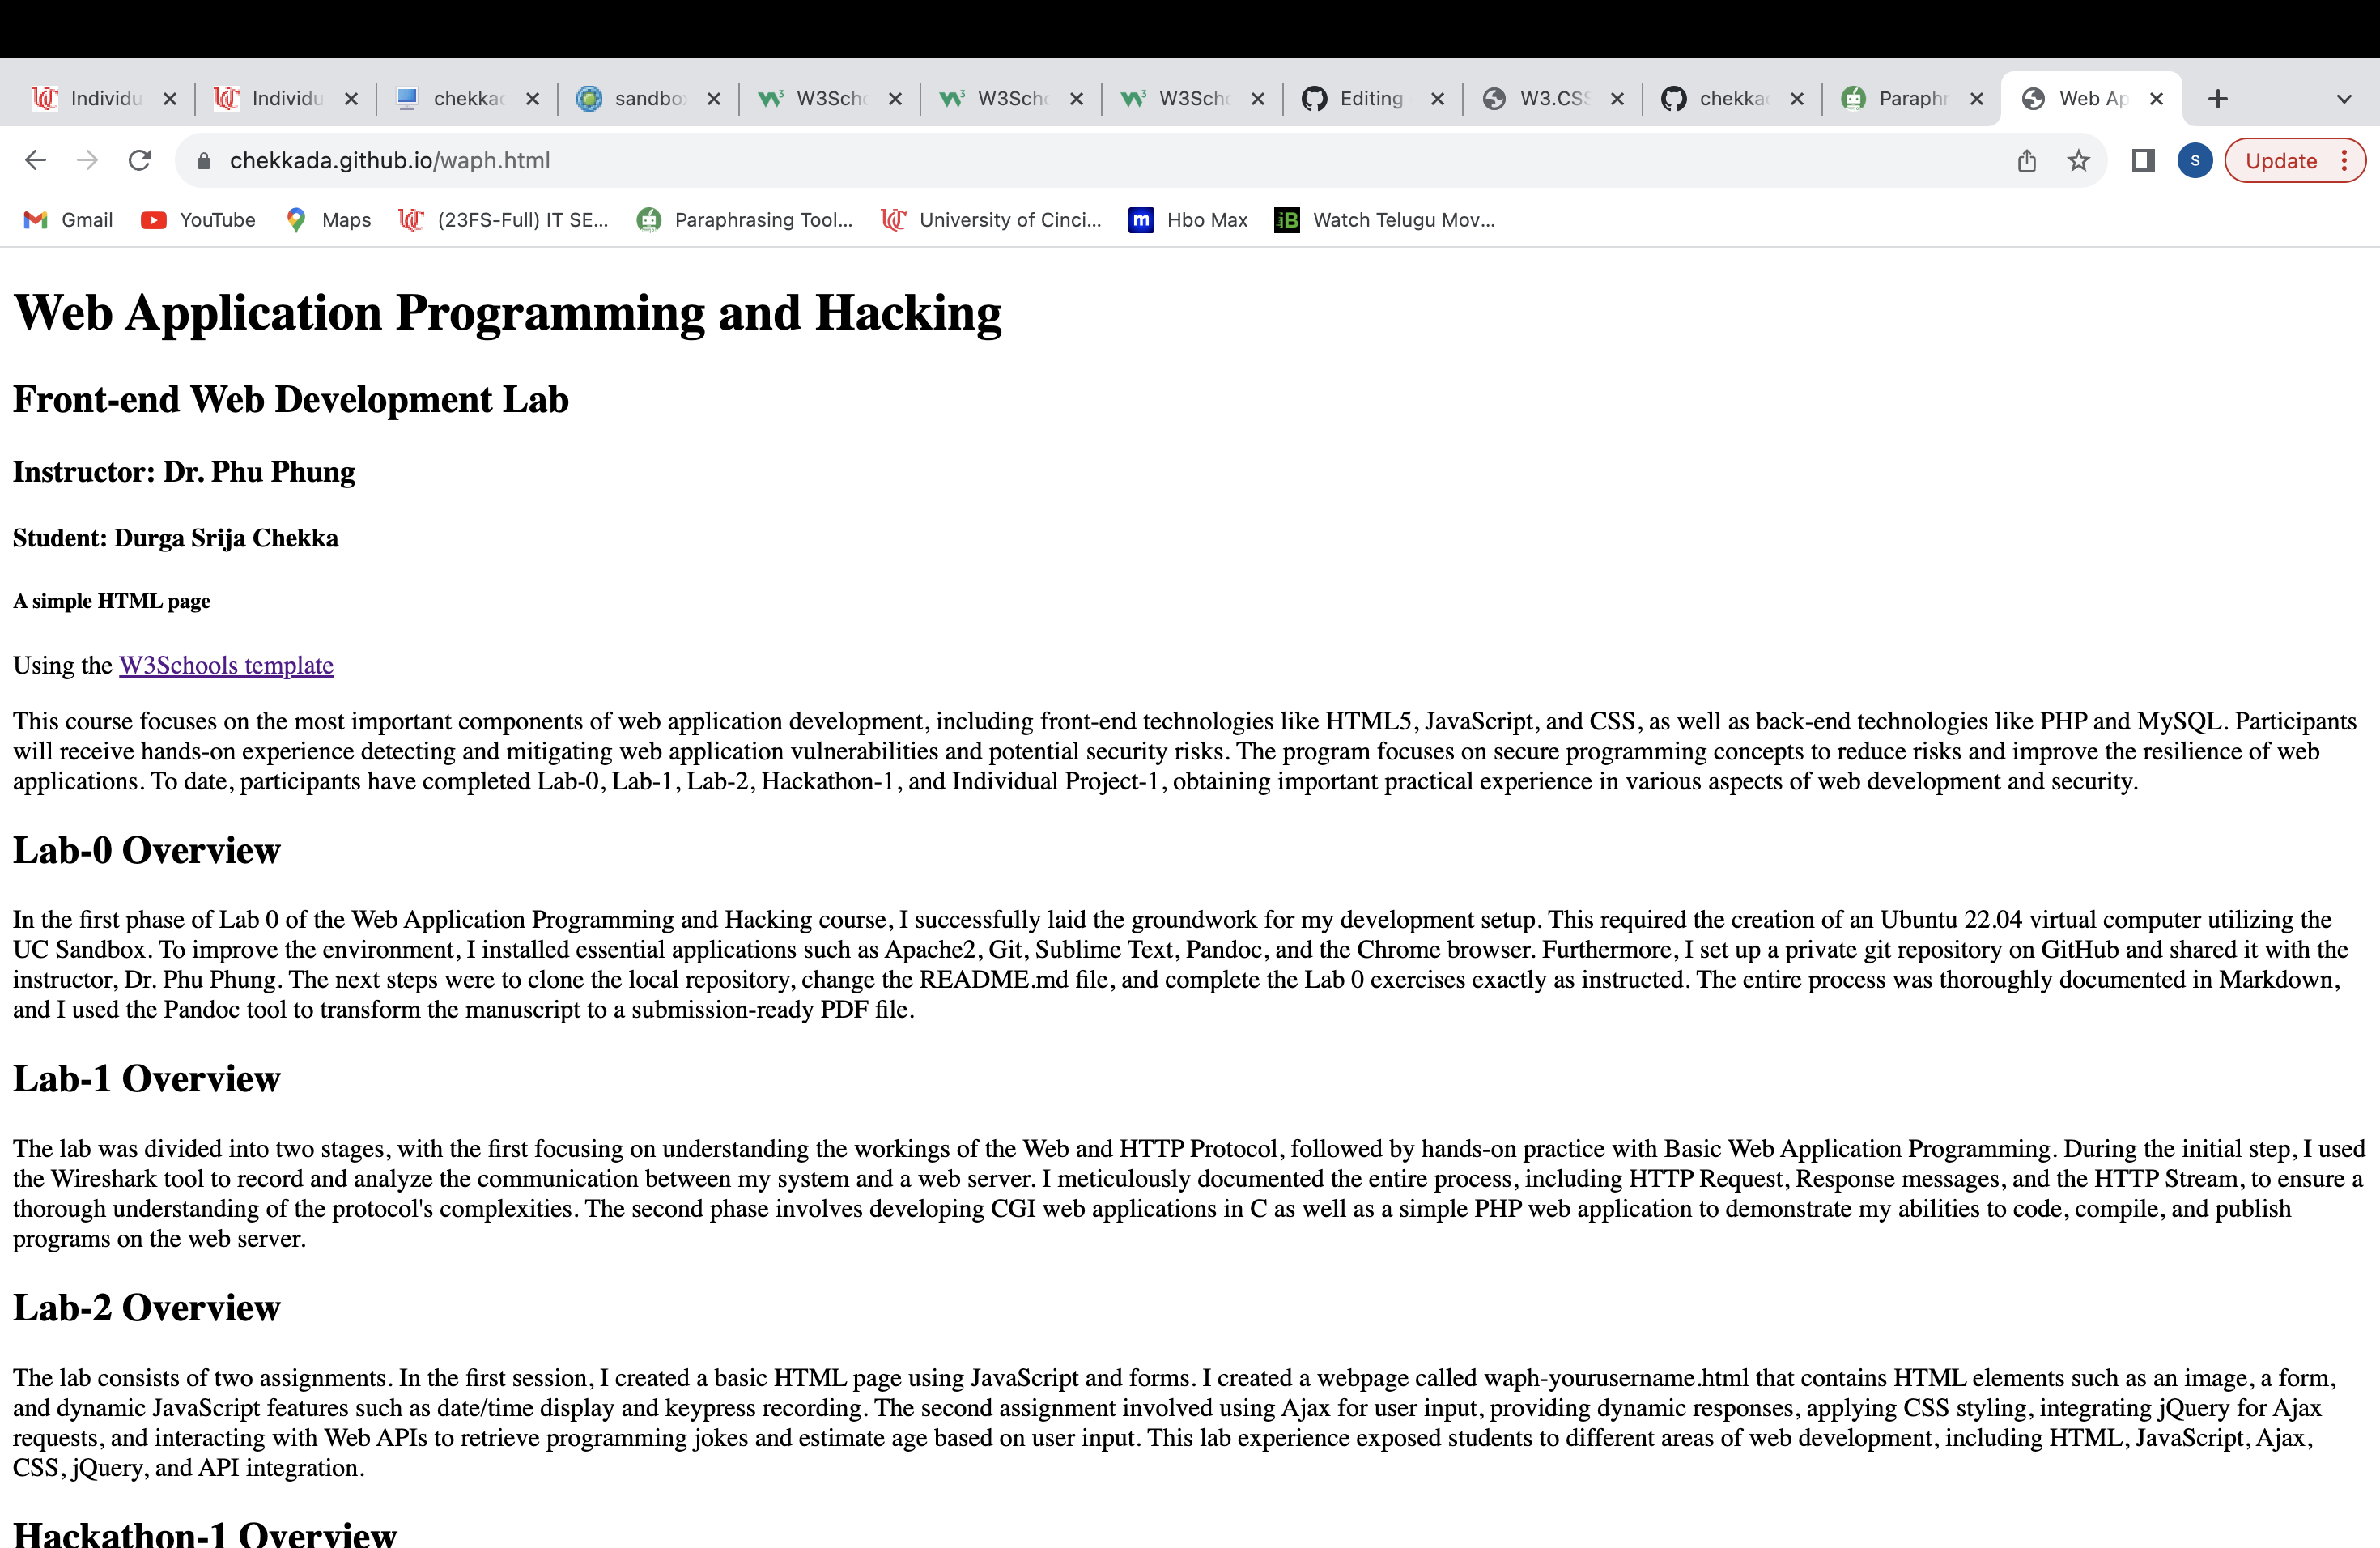 Individu
Individu
chekkac
sandbo
W3Sch
W3Sch
W3Sch
Editing
W3.CSS
chekka
Paraphr
Web Ap
chekkada.github.io/waph.html
S
Update
Gmail
YouTube
Maps
(23FS-Full) IT SE...
Paraphrasing Tool...
University of Cinci...
m
Hbo Max
iB
Watch Telugu Mov...
Web Application Programming and Hacking
Front-end Web Development Lab
Instructor: Dr. Phu Phung
Student: Durga Srija Chekka
A simple HTML page
Using the W3Schools template
This course focuses on the most important components of web application development, including front-end technologies like HTML5, JavaScript, and CSS, as well as back-end technologies like PHP and MySQL. Participants
will receive hands-on experience detecting and mitigating web application vulnerabilities and potential security risks. The program focuses on secure programming concepts to reduce risks and improve the resilience of web
applications. To date, participants have completed Lab-0, Lab-1, Lab-2, Hackathon-1, and Individual Project-1, obtaining important practical experience in various aspects of web development and security.
Lab-0 Overview
In the first phase of Lab 0 of the Web Application Programming and Hacking course, I successfully laid the groundwork for my development setup. This required the creation of an Ubuntu 22.04 virtual computer utilizing the
UC Sandbox. To improve the environment, I installed essential applications such as Apache2, Git, Sublime Text, Pandoc, and the Chrome browser. Furthermore, I set up a private git repository on GitHub and shared it with the
instructor, Dr. Phu Phung. The next steps were to clone the local repository, change the README.md file, and complete the Lab 0 exercises exactly as instructed. The entire process was thoroughly documented in Markdown,
and I used the Pandoc tool to transform the manuscript to a submission-ready PDF file.
Lab-1 Overview
The lab was divided into two stages, with the first focusing on understanding the workings of the Web and HTTP Protocol, followed by hands-on practice with Basic Web Application Programming. During the initial step, I used
the Wireshark tool to record and analyze the communication between my system and a web server. I meticulously documented the entire process, including HTTP Request, Response messages, and the HTTP Stream, to ensure a
thorough understanding of the protocol's complexities. The second phase involves developing CGI web applications in C as well as a simple PHP web application to demonstrate my abilities to code, compile, and publish
programs on the web server.
Lab-2 Overview
The lab consists of two assignments. In the first session, I created a basic HTML page using JavaScript and forms. I created a webpage called waph-yourusername.html that contains HTML elements such as an image, a form,
and dynamic JavaScript features such as date/time display and keypress recording. The second assignment involved using Ajax for user input, providing dynamic responses, applying CSS styling, integrating jQuery for Ajax
requests, and interacting with Web APIs to retrieve programming jokes and estimate age based on user input. This lab experience exposed students to different areas of web development, including HTML, JavaScript, Ajax,
CSS, jQuery, and API integration.
Hackathon-1 Overview